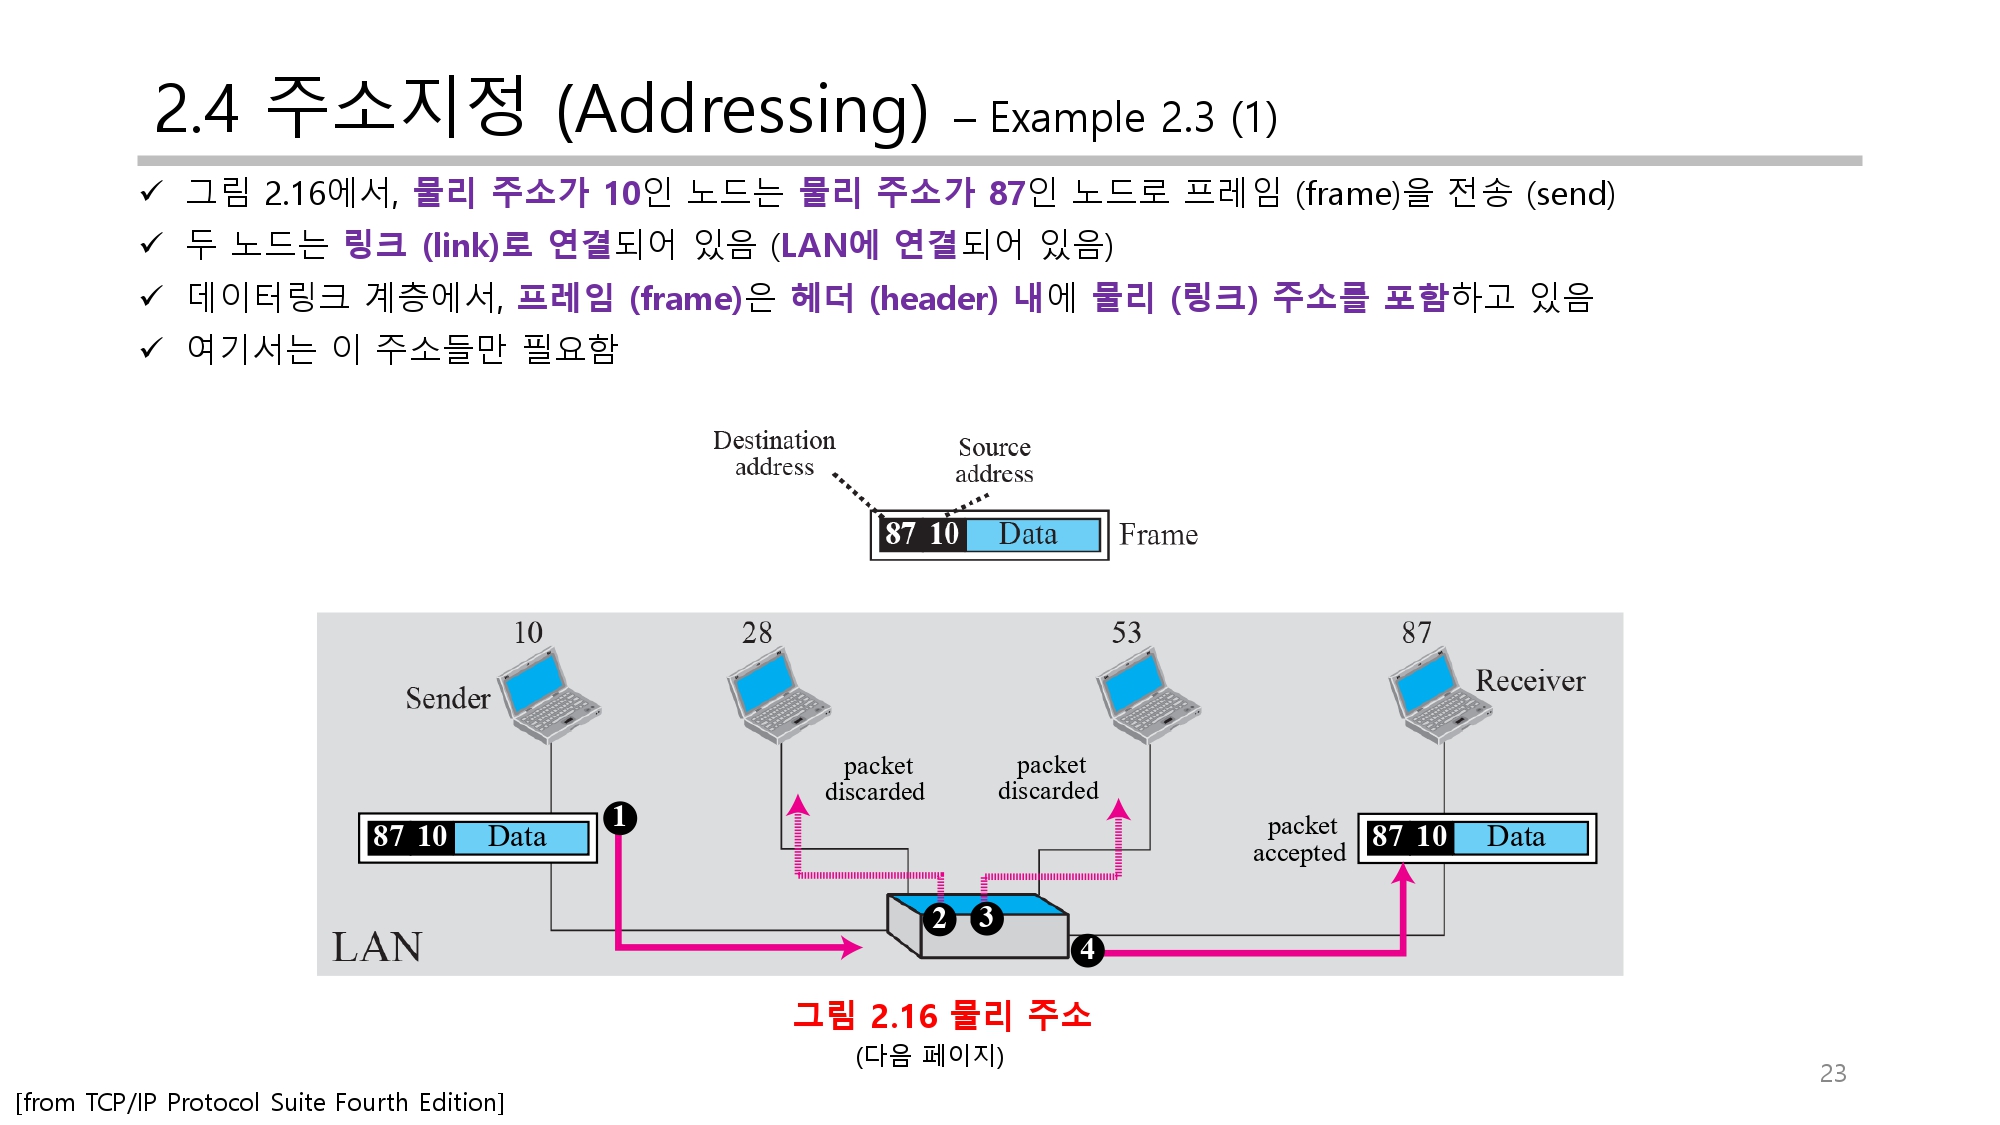 2.4 주소지정 (Addressing) – Example 2.3 (1)
✓ 그림 2.16에서, 물리 주소가 10인 노드는 물리 주소가 87인 노드로 프레임 (frame)을 전송 (send)
✓ 두 노드는 링크 (link)로 연결되어 있음 (LAN에 연결되어 있음)
✓ 데이터링크 계층에서, 프레임 (frame)은 헤더 (header) 내에 물리 (링크) 주소를 포함하고 있음
✓ 여기서는 이 주소들만 필요함
Destination
address
Source
address
87 10 Data Frame
10 28 53 87
Sender
Receiver
packet
discarded
packet
discarded
1
87 10 Data
packet
accepted
87 10 Data
2 3
4
LAN
그림 2.16 물리 주소
(다음 페이지)
23
[from TCP/IP Protocol Suite Fourth Edition]